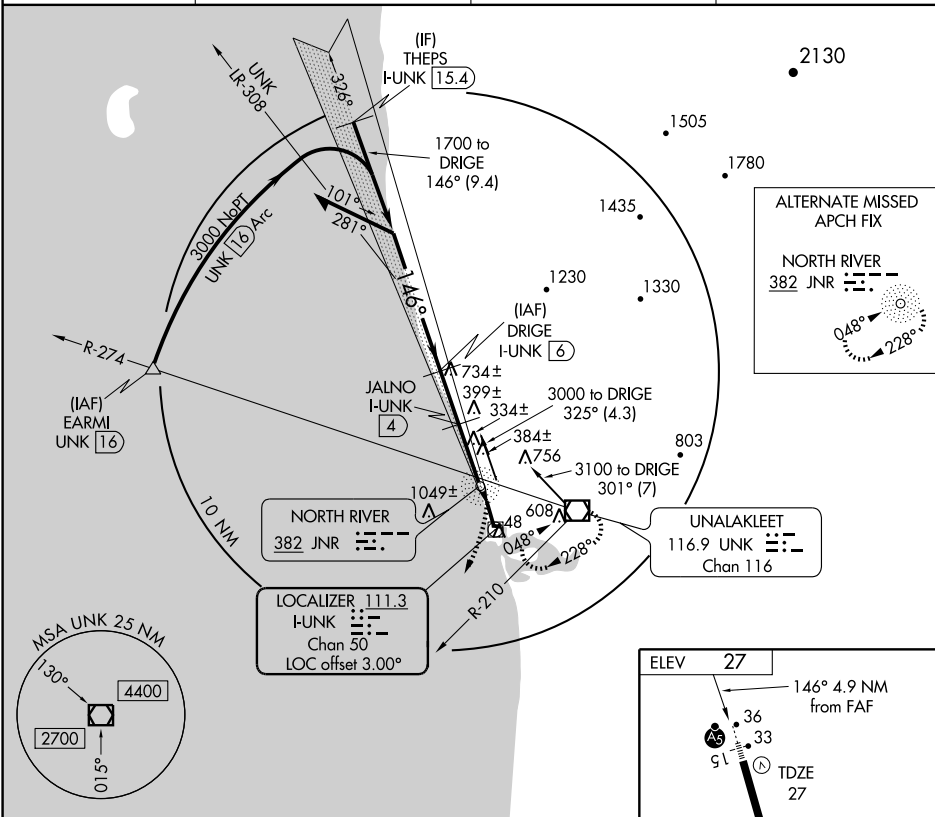 (IF)
THEPS
I-UNK 15.4
UNK
LR-308
326°
2130
1505
1700 to
DRIGE
146° (9.4)
1780
ALTERNATE MISSED
APCH FIX
NORTH RIVER
382 JNR
048°
228°
101°
281°
3000 NoPT
UNK 16 Arc
1435
146°
1230
1330
(IAF)
DRIGE
I-UNK 6
R-274
734±
JALNO
I-UNK
4
399±
334±
3000 to DRIGE
325° (4.3)
(IAF)
EARMI
UNK 16
384±
756
803
3100 to DRIGE
301° (7)
10 NM
1049±
NORTH RIVER
382 JNR
608
48
048°
228°
UNALAKLEET
116.9 UNK
Chan 116
R-210
LOCALIZER 111.3
I-UNK
Chan 50
LOC offset 3.00°
MSA UNK 25 NM
130°
4400
2700
015°
ELEV 27
146° 4.9 NM
from FAF
36
A5
33
15
TDZE
27